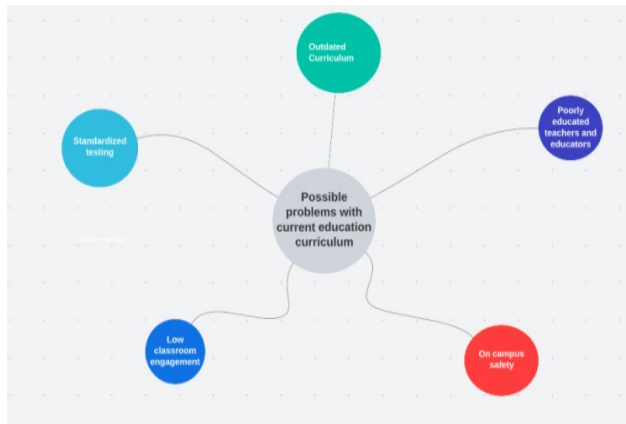 Outdated
Curriculum
Standardized
testing
Poorly
educated
teachers and
educators
Possible
problems with
current education
curriculum
Low
classroom
engagement
On campus
safety